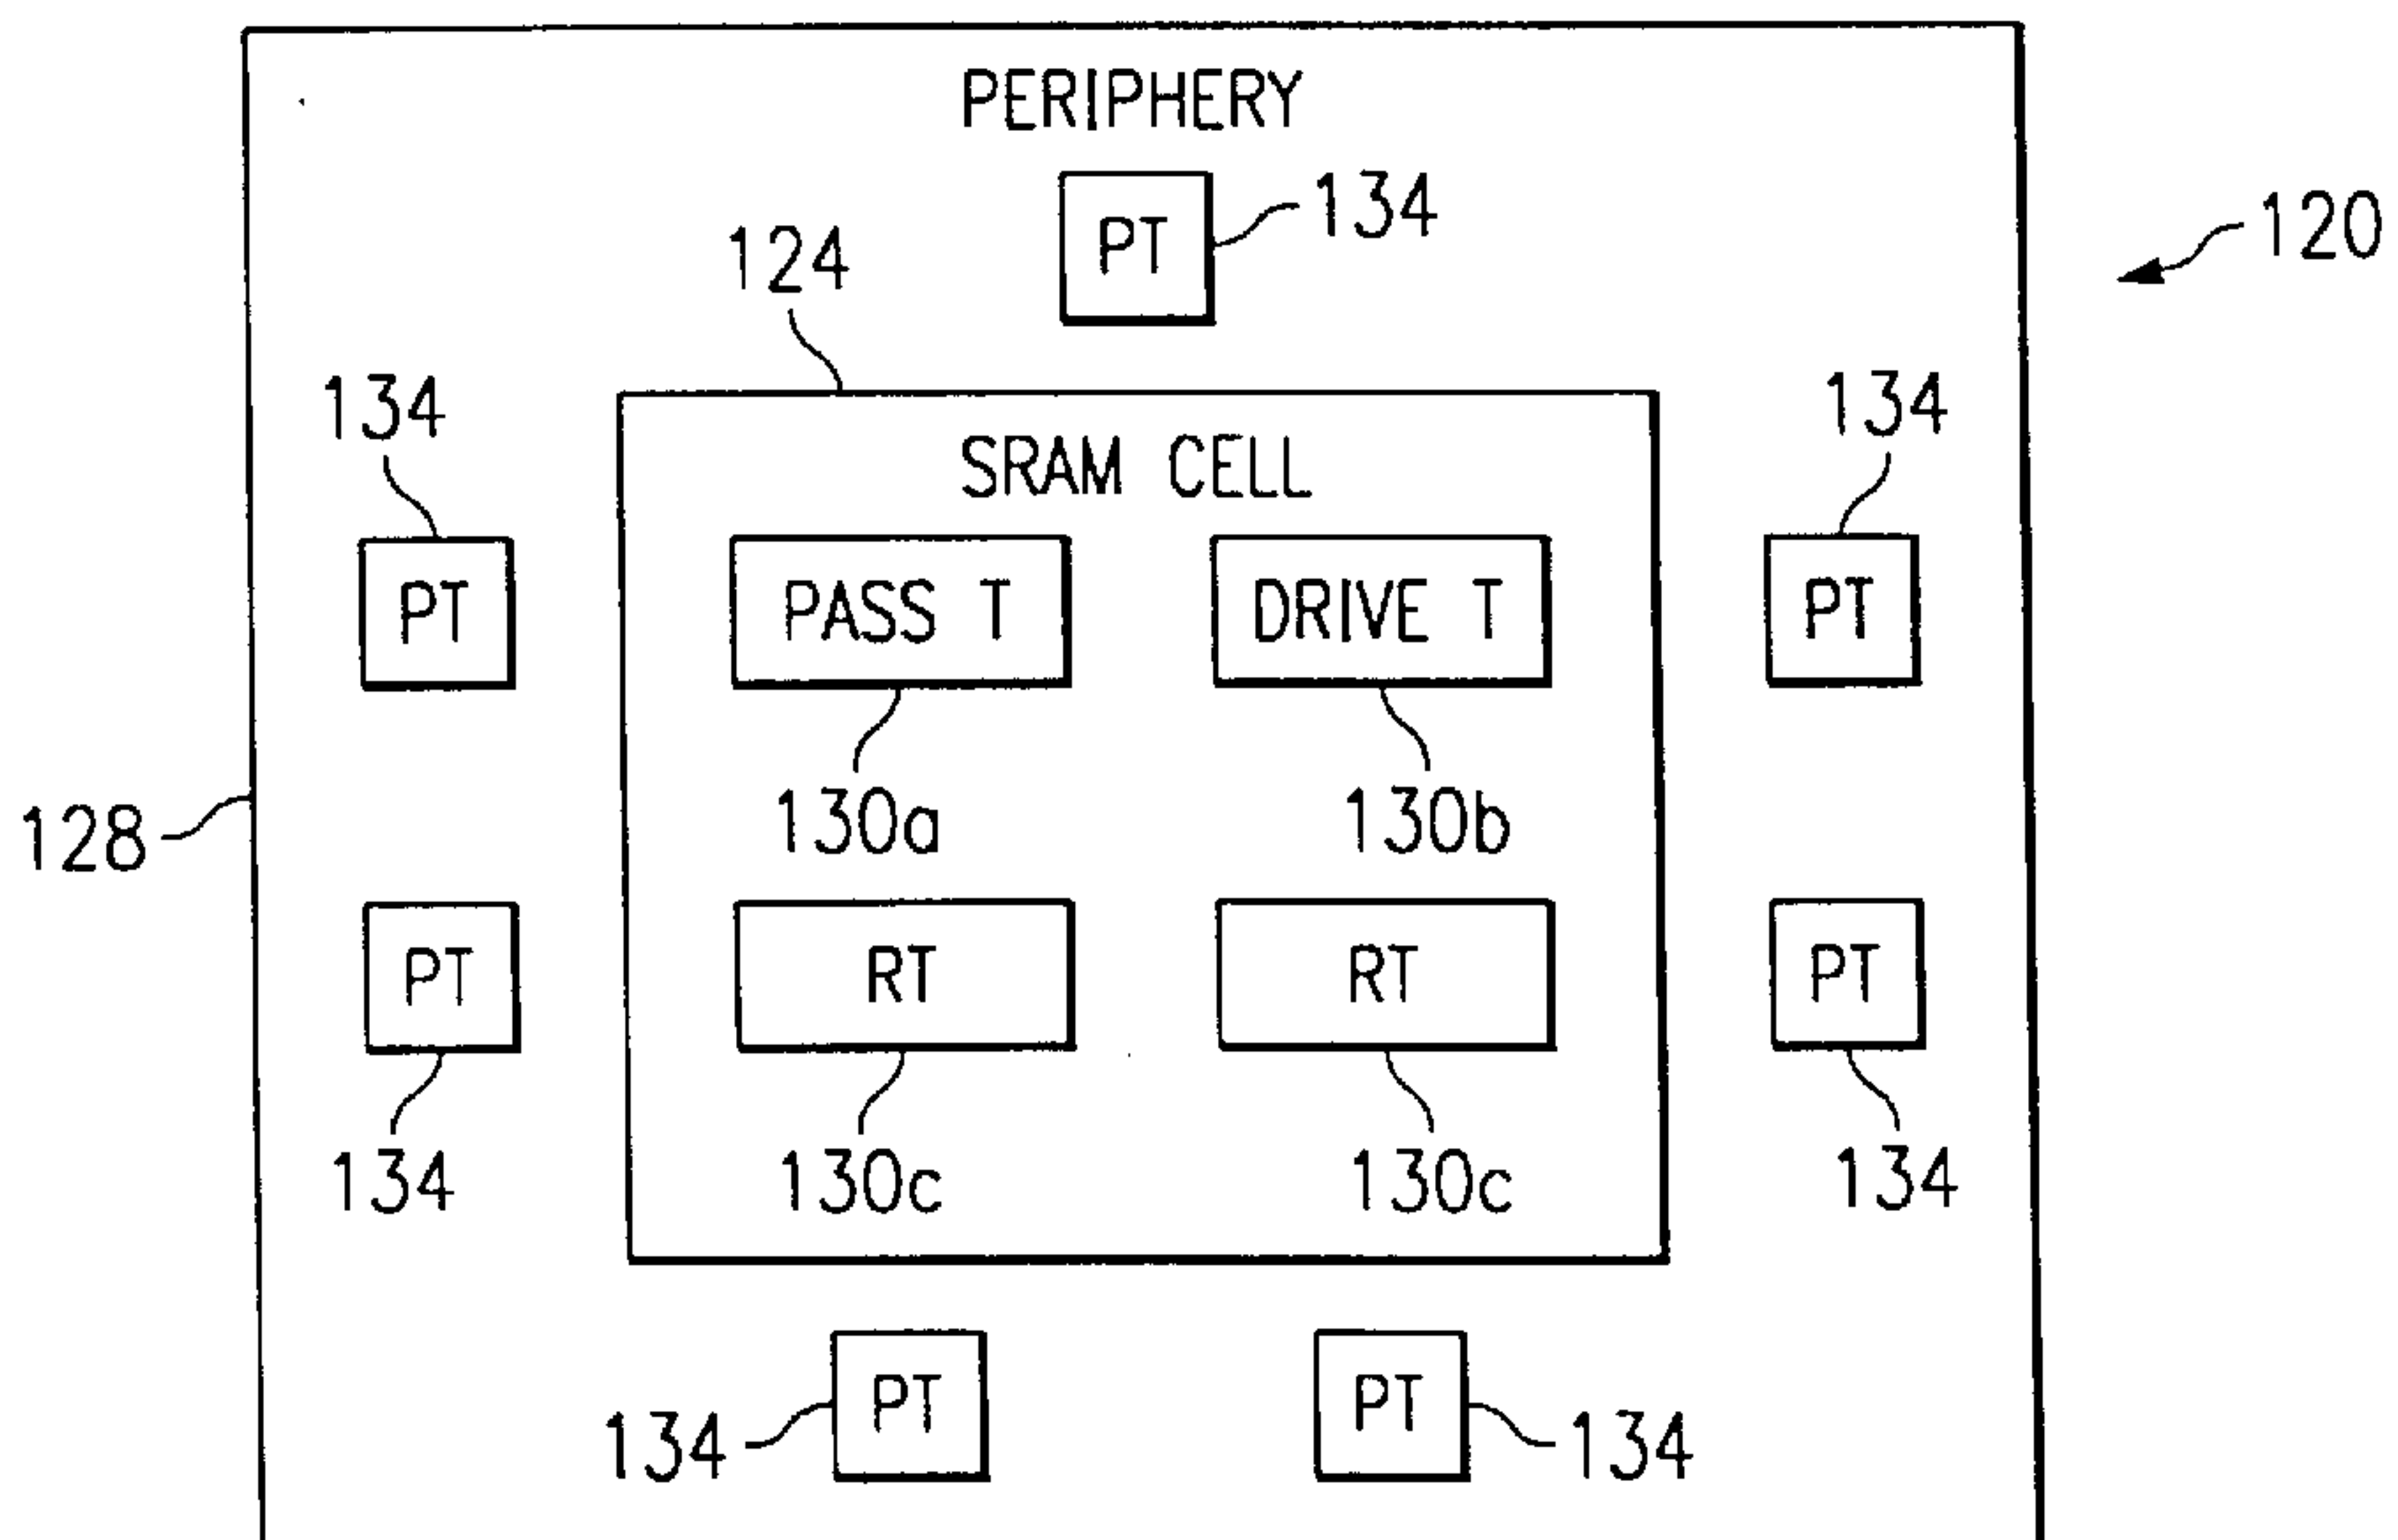 PERIPHERY
PT
134
120
124
134
134
SRAM CELL
PT
PASS T
DRIVE T
PT
128
130a
130b
PT
RT
RT
PT
134
130c
130c
134
PT
PT
134
134